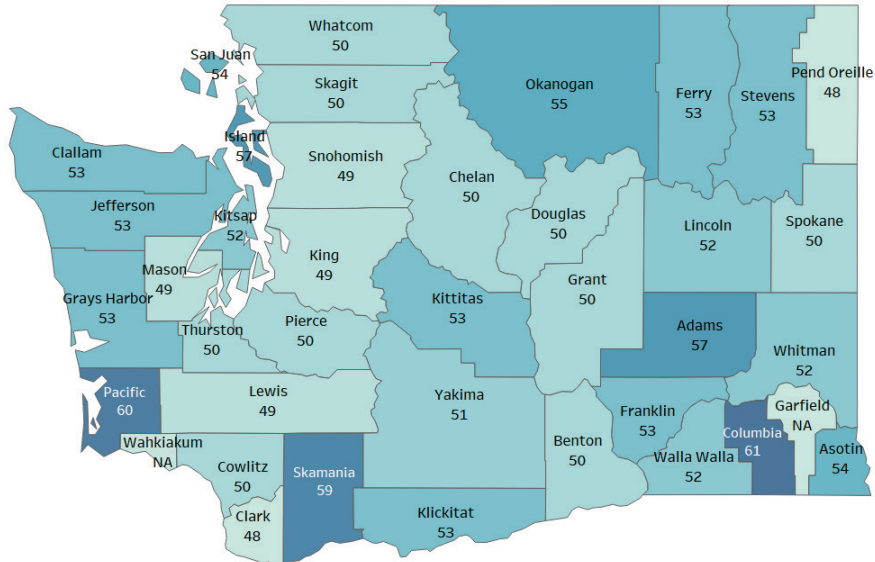 Whatcom
50
San Juan
54
Skagit
50
Okanogan
55
Ferry
53
Stevens
53
Pend Oreille
48
Island
57
Clallam
53
Snohomish
49
Chelan
50
Jefferson
53
Kitsap
52
Douglas
50
Lincoln
52
Spokane
50
Mason
49
King
49
Grays Harbor
53
Kittitas
53
Grant
50
Thurston
50
Pierce
50
Adams
57
Whitman
52
Pacific
60
Lewis
49
Yakima
51
Franklin
53
Garfield
NA
Columbia
61
Wahkiakum
NA
Cowlitz
50
Skamania
59
Benton
50
Walla Walla
52
Asotin
54
Clark
48
Klickitat
53